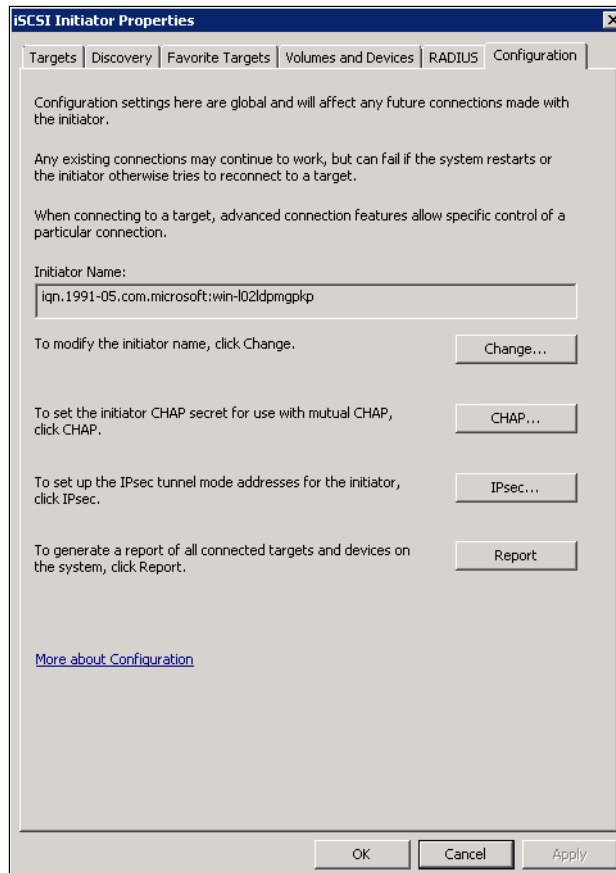 iSCSI Initiator Properties
Targets Discovery Favorite Targets Volumes and Devices RADIUS Configuration
Configuration settings here are global and will affect any future connections made with
the initiator.
Any existing connections may continue to work, but can fail if the system restarts or
the initiator otherwise tries to reconnect to a target.
When connecting to a target, advanced connection features allow specific control of a
particular connection.
Initiator Name:
iqn.1991-05.com.microsoft:win-l02ldpmgpkp
To modify the initiator name, click Change.
Change...
To set the initiator CHAP secret for use with mutual CHAP,
click CHAP.
CHAP...
To set up the IPsec tunnel mode addresses for the initiator,
click IPsec.
IPsec...
To generate a report of all connected targets and devices on
the system, click Report.
Report
More about Configuration
OK Cancel Apply